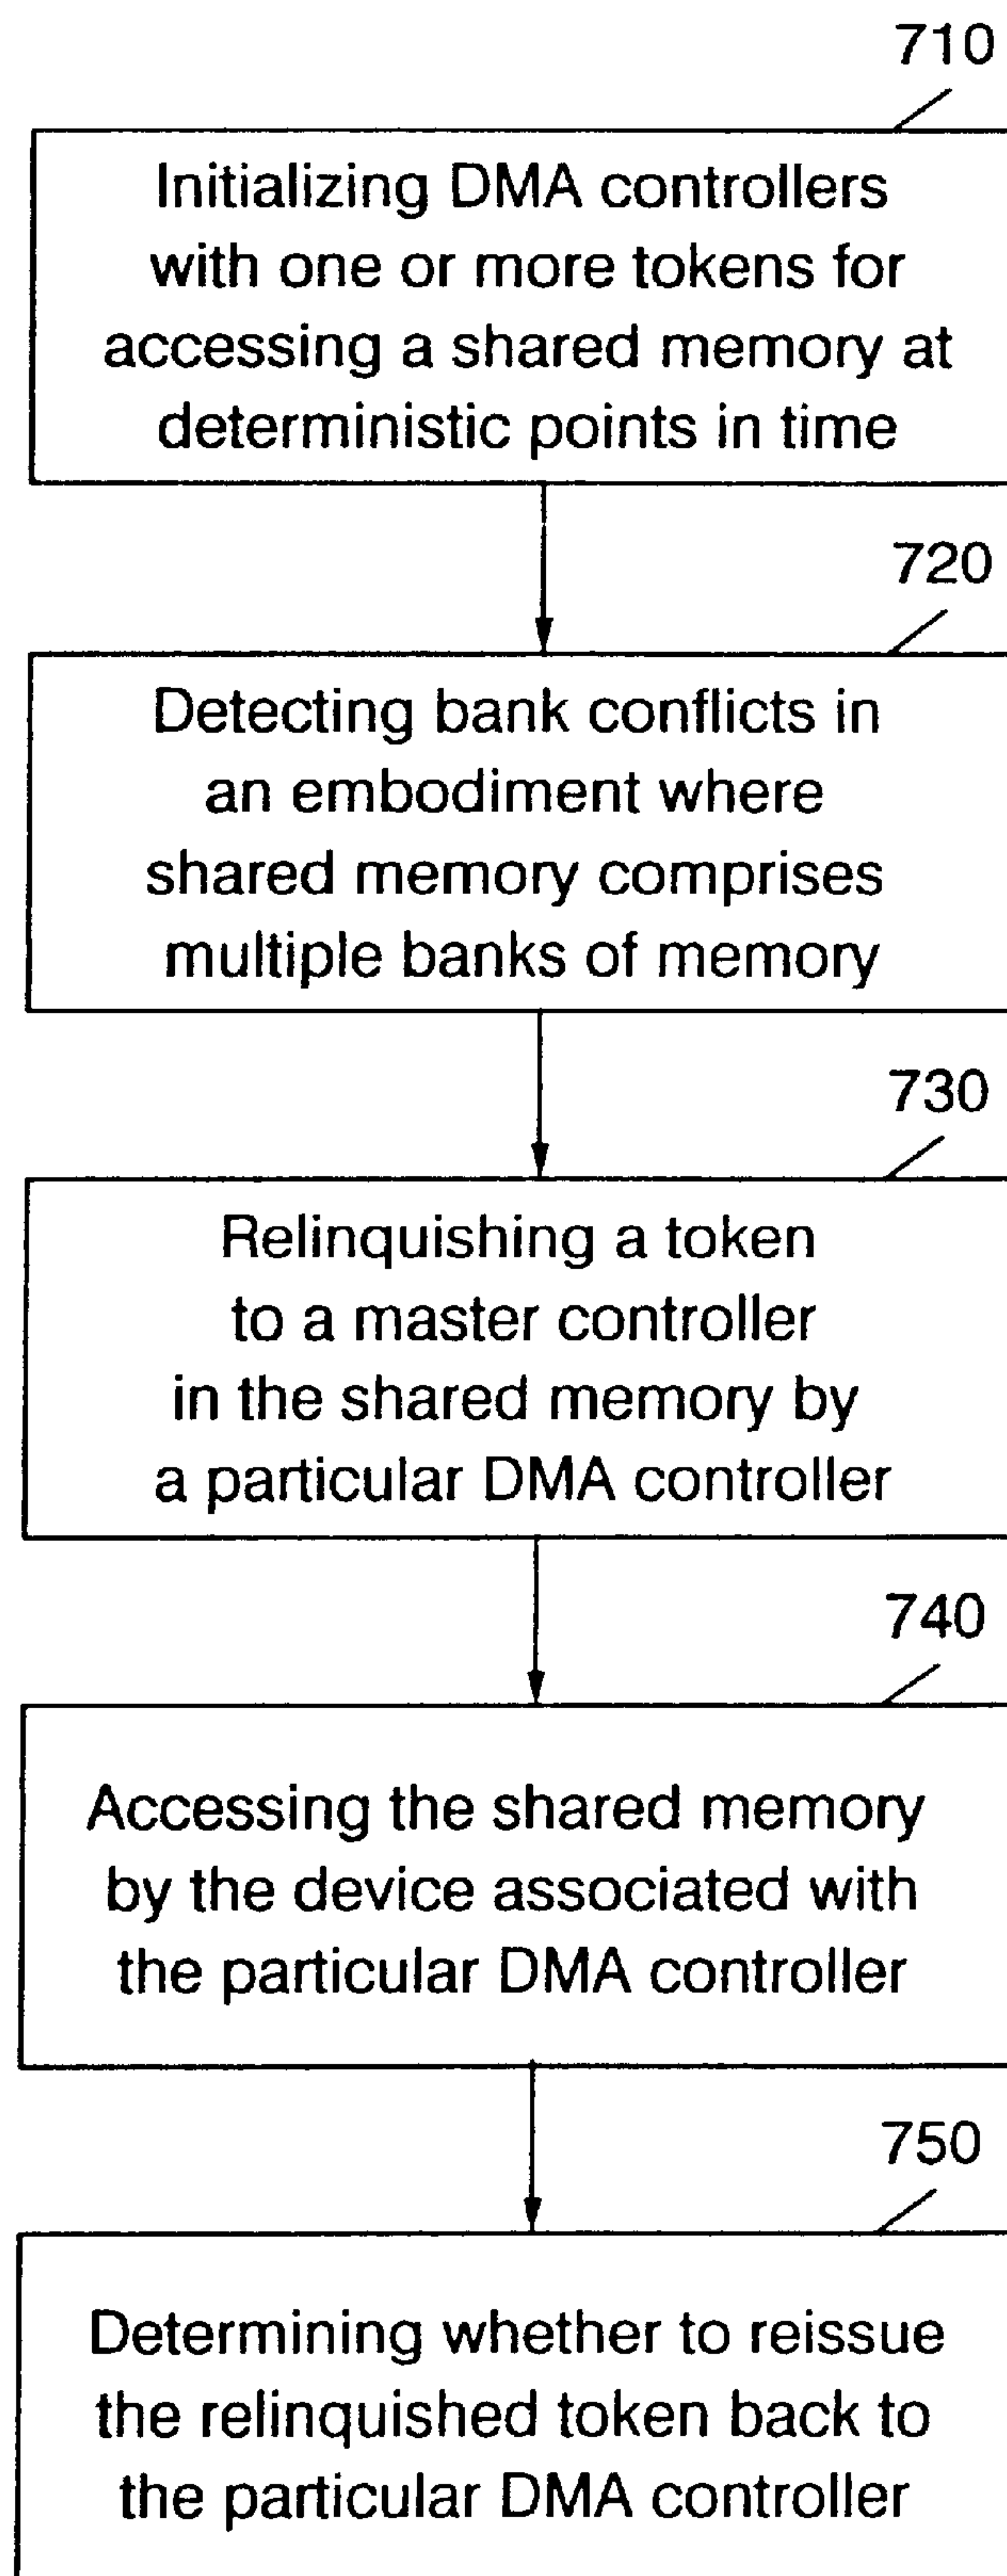 710
Initializing DMA controllers
with one or more tokens for
accessing a shared memory at
deterministic points in time
720
Detecting bank conflicts in
an embodiment where
shared memory comprises
multiple banks of memory
730
Relinquishing a token
to a master controller
in the shared memory by
a particular DMA controller
740
Accessing the shared memory
by the device associated with
the particular DMA controller
750
Determining whether to reissue
the relinquished token back to
the particular DMA controller